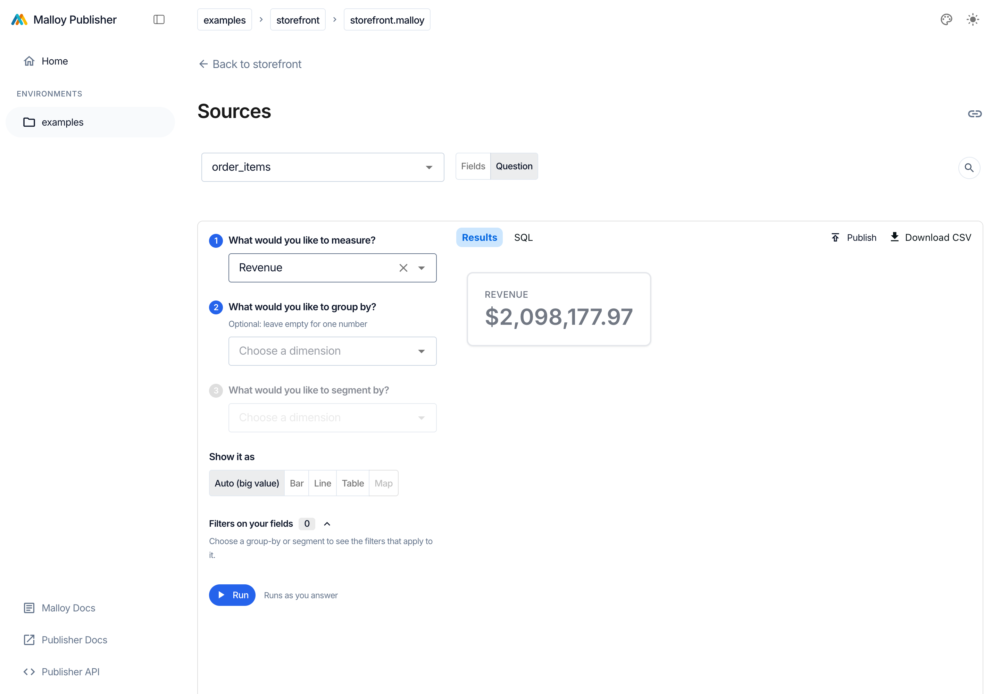 Malloy Publisher
examples
storefront
storefront.malloy
Home
ENVIRONMENTS
examples
Back to storefront
Sources
order_items
Fields
Question
1 What would you like to measure?
Revenue
2 What would you like to group by?
Optional: leave empty for one number
Choose a dimension
3 What would you like to segment by?
Choose a dimension
Show it as
Auto (big value)
Bar
Line
Table
Map
Filters on your fields 0
Choose a group-by or segment to see the filters that apply to
it.
Run
Runs as you answer
Results
SQL
Publish
Download CSV
REVENUE
$2,098,177.97
Malloy Docs
Publisher Docs
Publisher API